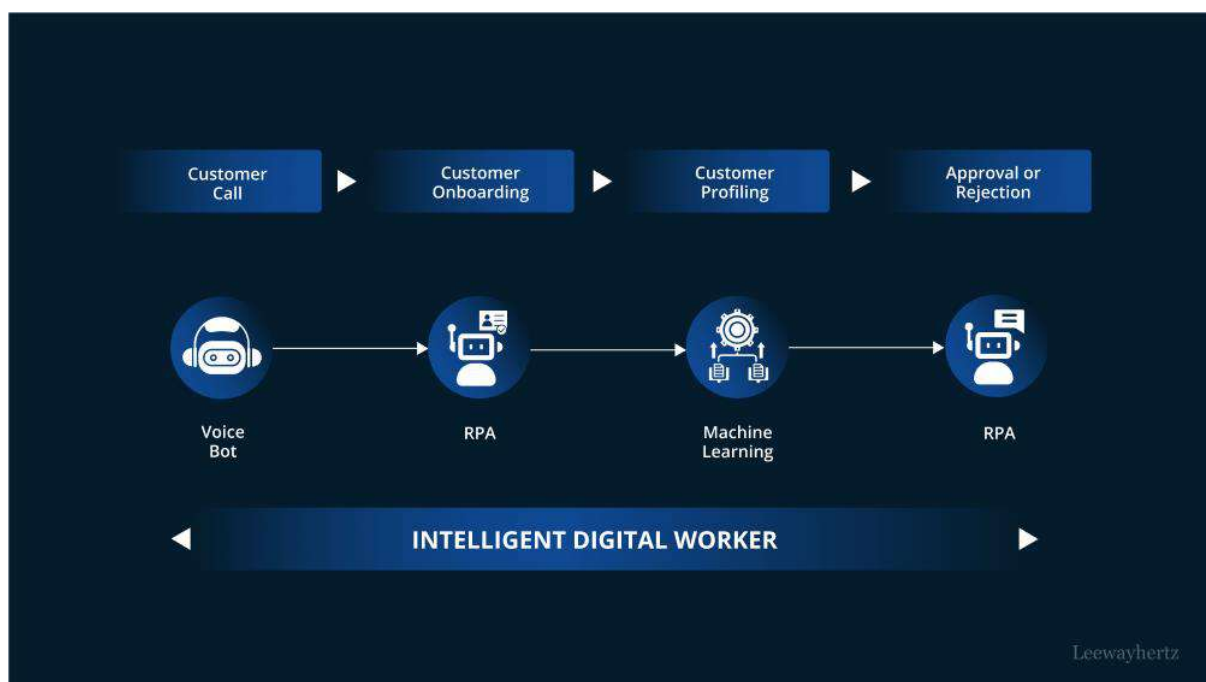 Customer
Call
Customer
Onboarding
Customer
Profiling
Approval or
Rejection
Voice
Bot
RPA
Machine
Learning
RPA
INTELLIGENT DIGITAL WORKER
Leewayhertz